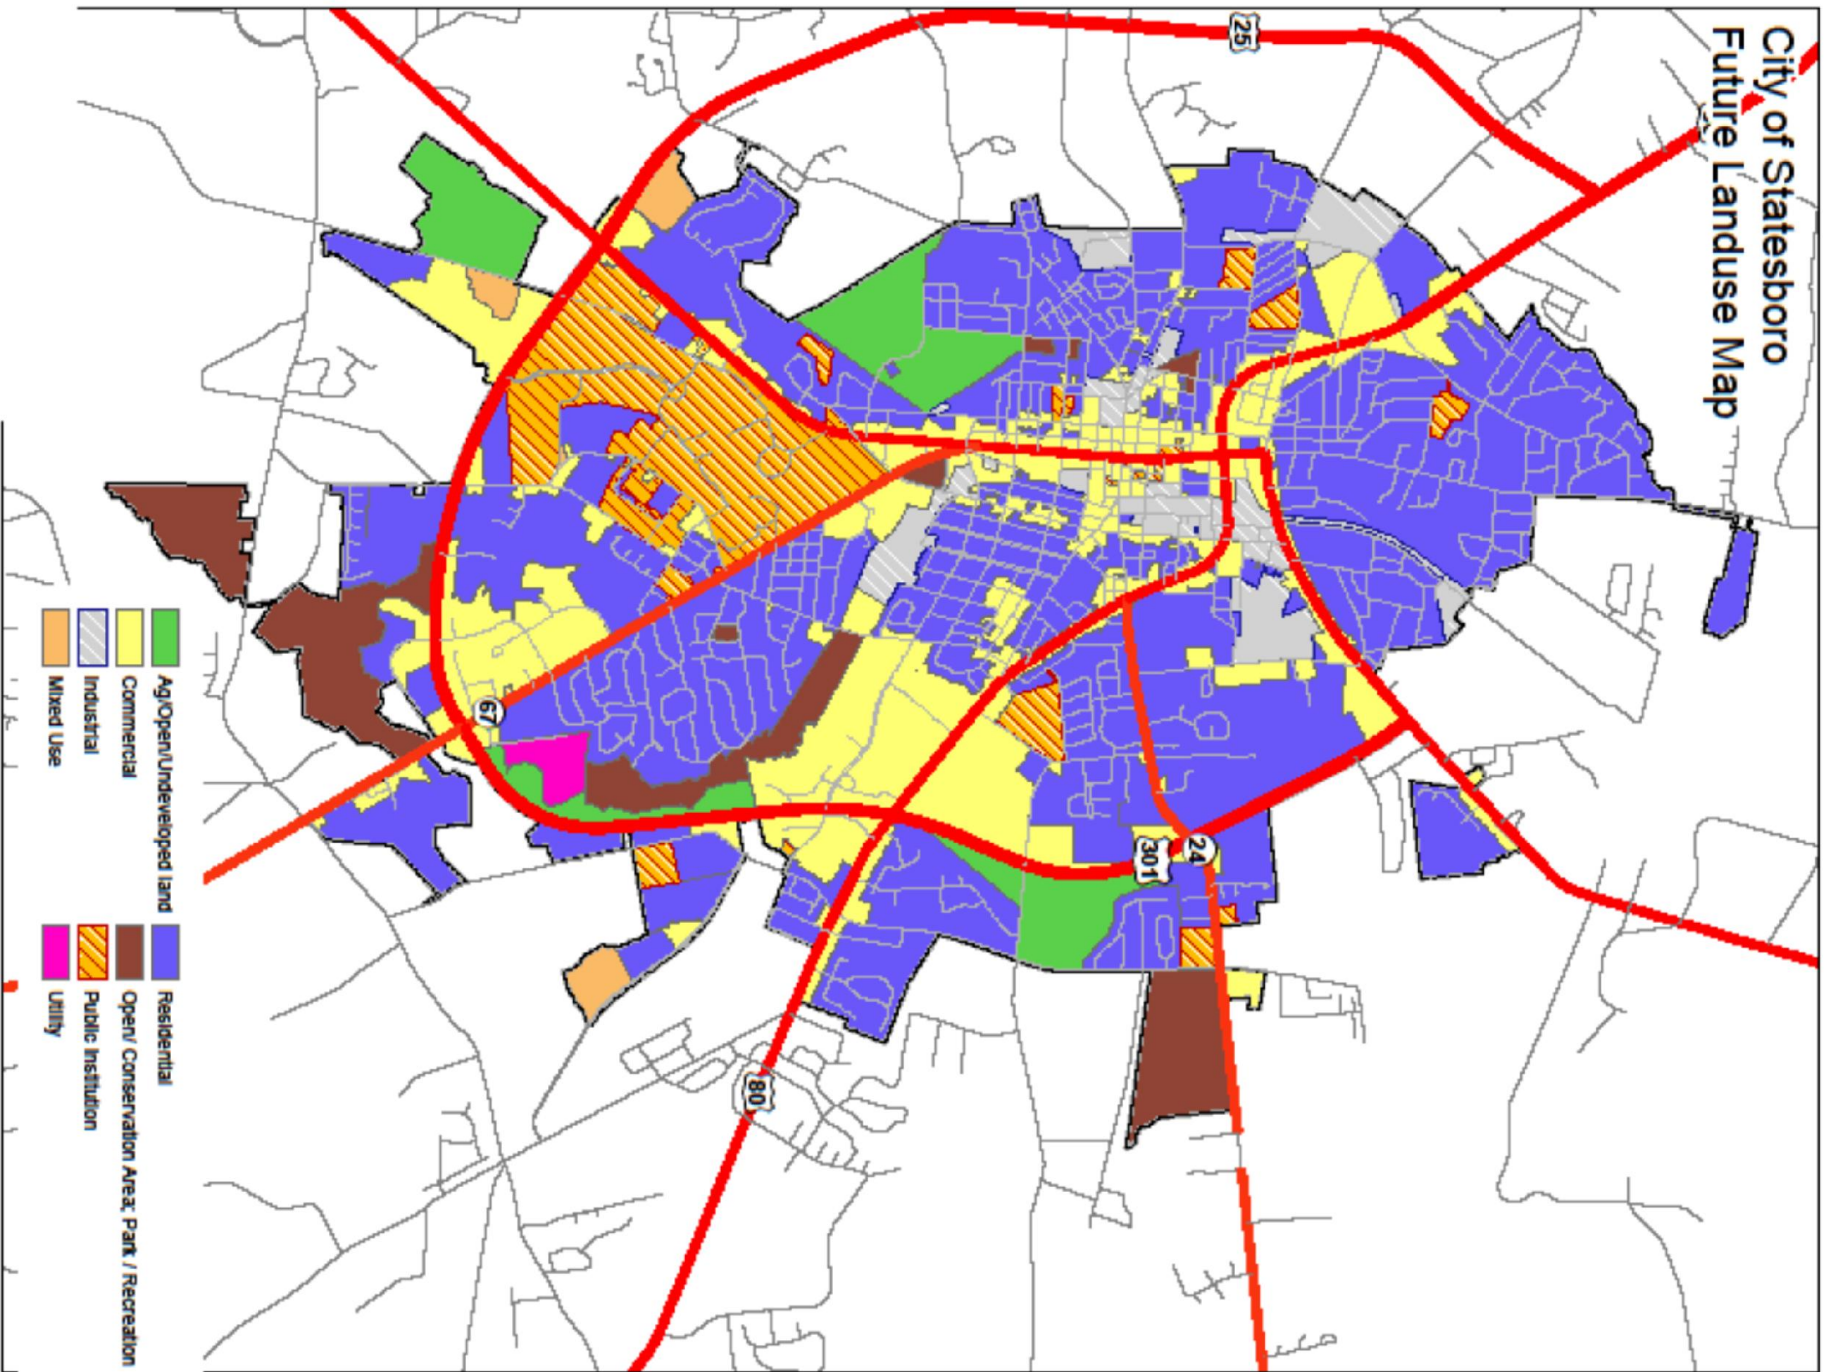 City of Statesboro
Future Landuse Map
25
67
301
24
80
Ag/Open/Undeveloped land
Commercial
Industrial
Mixed Use
Residential
Open/ Conservation Area; Park / Recreation
Public Institution
Utility